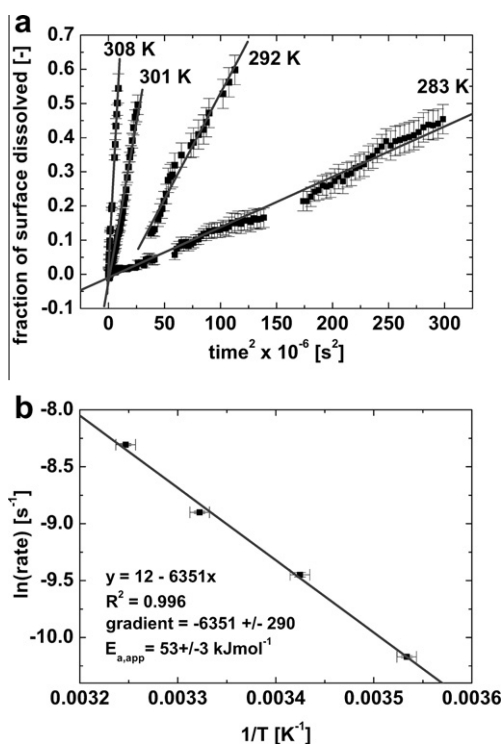 a
308 K
301 K
292 K
283 K
0.7
0.6
0.5
0.4
0.3
0.2
0.1
0.0
-0.1
fraction of surface dissolved [-]
0 50 100 150 200 250 300
time² x 10⁻⁶ [s²]
b
-8.0
-8.5
-9.0
-9.5
-10.0
ln(rate) [s⁻¹]
y = 12 - 6351x
R² = 0.996
gradient = -6351 +/- 290
Eₐ,ₐₚₚ = 53+/-3 kJmol⁻¹
0.0032 0.0033 0.0034 0.0035 0.0036
1/T [K⁻¹]